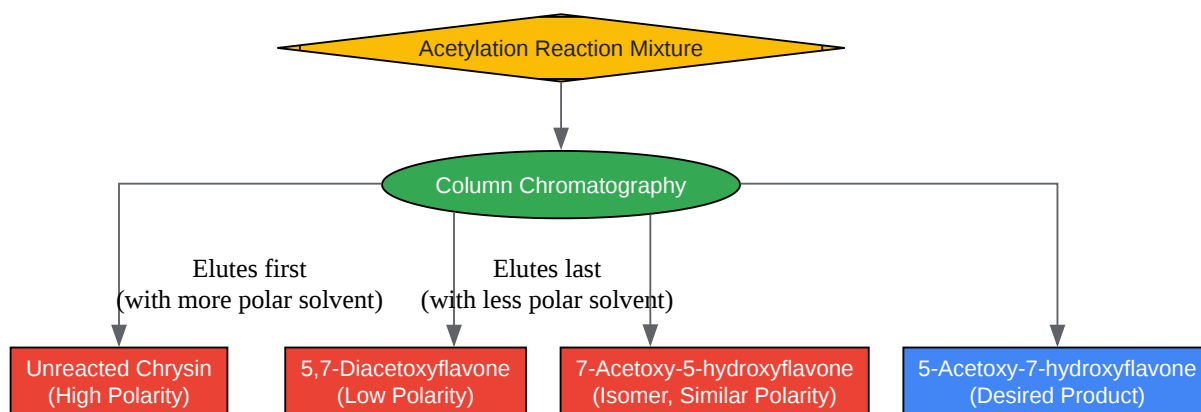 Acetylation Reaction Mixture
Column Chromatography
Elutes first
(with more polar solvent)
Elutes last
(with less polar solvent)
Unreacted Chrysin
(High Polarity)
5,7-Diacetoxyflavone
(Low Polarity)
7-Acetoxy-5-hydroxyflavone
(Isomer, Similar Polarity)
5-Acetoxy-7-hydroxyflavone
(Desired Product)